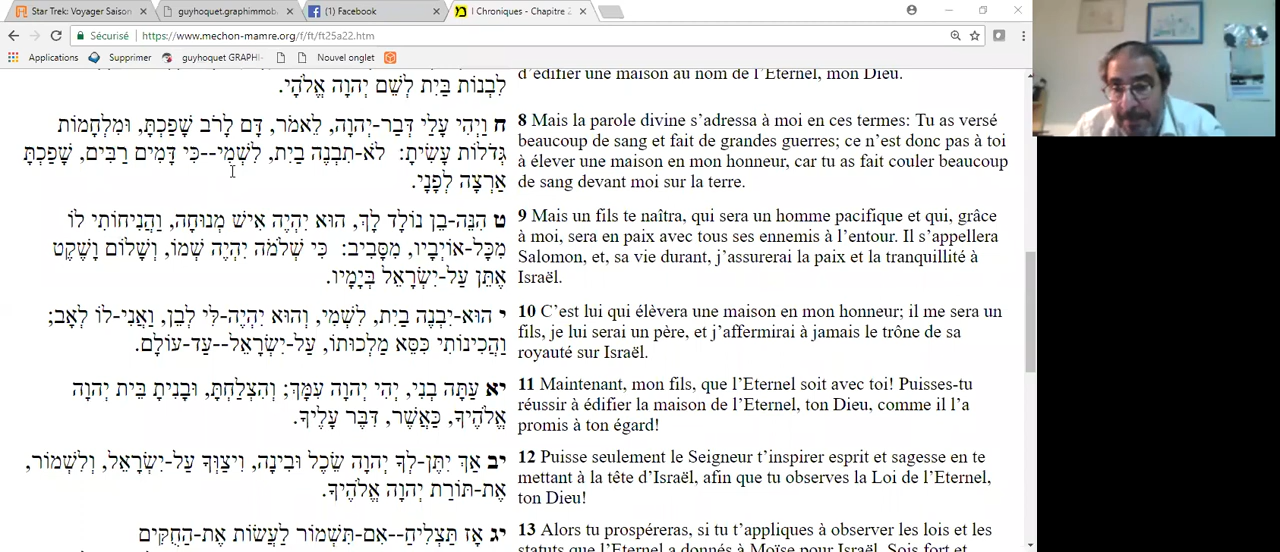 Star Trek: Voyager Saison
guyhoquet.graphimmob
(1) Facebook
I Chroniques - Chapitre 2
Sécurisé
https://www.mechon-mamre.org/f/ft/ft25a22.htm
Applications
Supprimer
guyhoquet GRAPHI
Nouvel onglet
לִבְנוֹת בַּיִת לְשֵׁם יְהוָה אֱלֹהָי.
ח וַיְהִי עָלַי דְּבַר-יְהוָה, לֵאמֹר, דָּם לָרֹב שָׁפַכְתָּ, וּמִלְחָמוֹת
גְּדֹלוֹת עָשִׂיתָ: לֹא-תִבְנֶה בַיִת, לִשְׁמִי--כִּי דָּמִים רַבִּים, שָׁפַכְתָּ
אַרְצָה לְפָנָי.
ט הִנֵּה-בֵן נוֹלָד לָךְ, הוּא יִהְיֶה אִישׁ מְנוּחָה, וַהֲנִיחוֹתִי לוֹ
מִכָּל-אוֹיְבָיו, מִסָּבִיב: כִּי שְׁלֹמֹה יִהְיֶה שְׁמוֹ, וְשָׁלוֹם וָשֶׁקֶט
אֶתֵּן עַל-יִשְׂרָאֵל בְּיָמָיו.
י הוּא-יִבְנֶה בַיִת, לִשְׁמִי, וְהוּא יִהְיֶה-לִּי לְבֵן, וַאֲנִי-לוֹ לְאָב;
וַהֲכִינוֹתִי כִּסֵּא מַלְכוּתוֹ, עַל-יִשְׂרָאֵל--עַד-עוֹלָם.
יא עַתָּה בְנִי, יְהִי יְהוָה עִמָּךְ; וְהִצְלַחְתָּ, וּבָנִיתָ בֵּית יְהוָה
אֱלֹהֶיךָ, כַּאֲשֶׁר, דִּבֶּר עָלֶיךָ.
יב אַךְ יִתֶּן-לְךָ יְהוָה שֵׂכֶל וּבִינָה, וִיצַוְּךָ עַל-יִשְׂרָאֵל, וְלִשְׁמוֹר,
אֶת-תּוֹרַת יְהוָה אֱלֹהֶיךָ.
יג אָז תַּצְלִיחַ--אִם-תִּשְׁמוֹר לַעֲשׂוֹת אֶת-הַחֻקִּים
d'édifier une maison au nom de l'Eternel, mon Dieu.
8 Mais la parole divine s'adressa à moi en ces termes: Tu as versé
beaucoup de sang et fait de grandes guerres; ce n'est donc pas à toi
à élever une maison en mon honneur, car tu as fait couler beaucoup
de sang devant moi sur la terre.
9 Mais un fils te naîtra, qui sera un homme pacifique et qui, grâce
à moi, sera en paix avec tous ses ennemis à l'entour. Il s'appellera
Salomon, et, sa vie durant, j'assurerai la paix et la tranquillité à
Israël.
10 C'est lui qui élèvera une maison en mon honneur; il me sera un
fils, je lui serai un père, et j'affermirai à jamais le trône de sa
royauté sur Israël.
11 Maintenant, mon fils, que l'Eternel soit avec toi! Puisses-tu
réussir à édifier la maison de l'Eternel, ton Dieu, comme il l'a
promis à ton égard!
12 Puisse seulement le Seigneur t'inspirer esprit et sagesse en te
mettant à la tête d'Israël, afin que tu observes la Loi de l'Eternel,
ton Dieu!
13 Alors tu prospéreras, si tu t'appliques à observer les lois et les
statuts que l'Eternel a donnés à Moïse pour Israël. Sois fort et